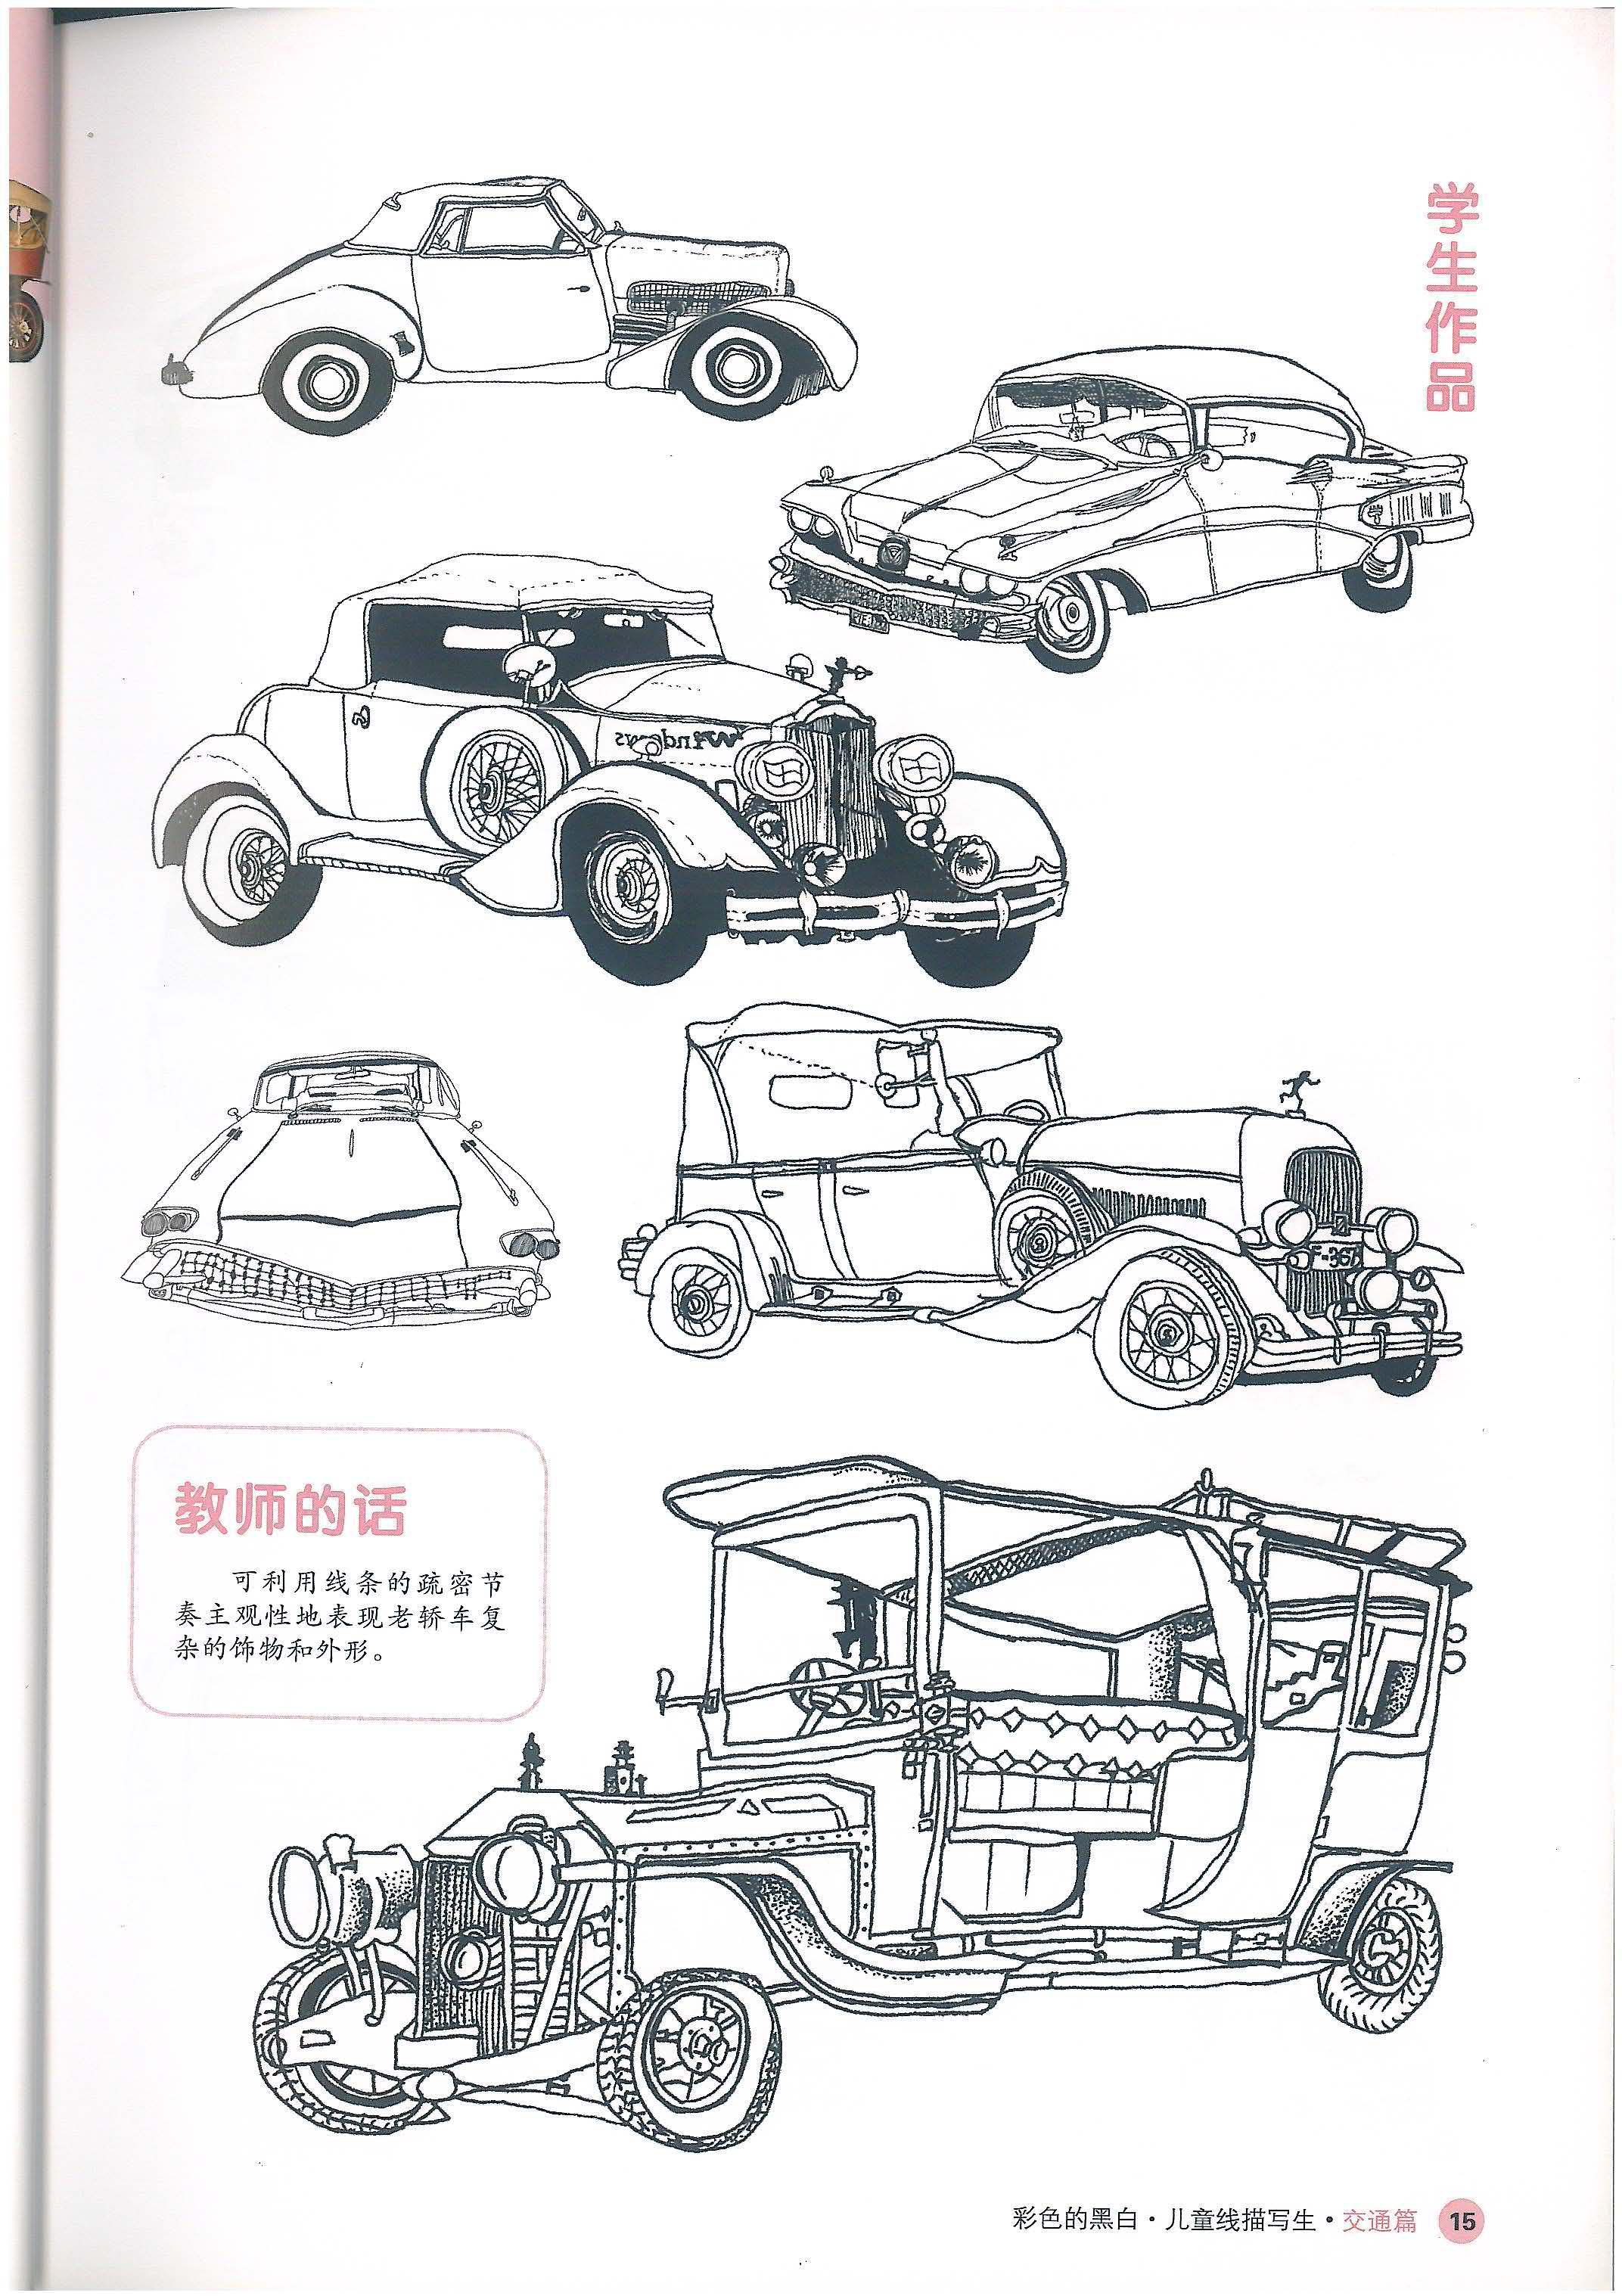 学生作品
Windows
F-367
教师的话
可利用线条的疏密节
奏主观性地表现老轿车复
杂的饰物和外形。
彩色的黑白·儿童线描写生·交通篇 15